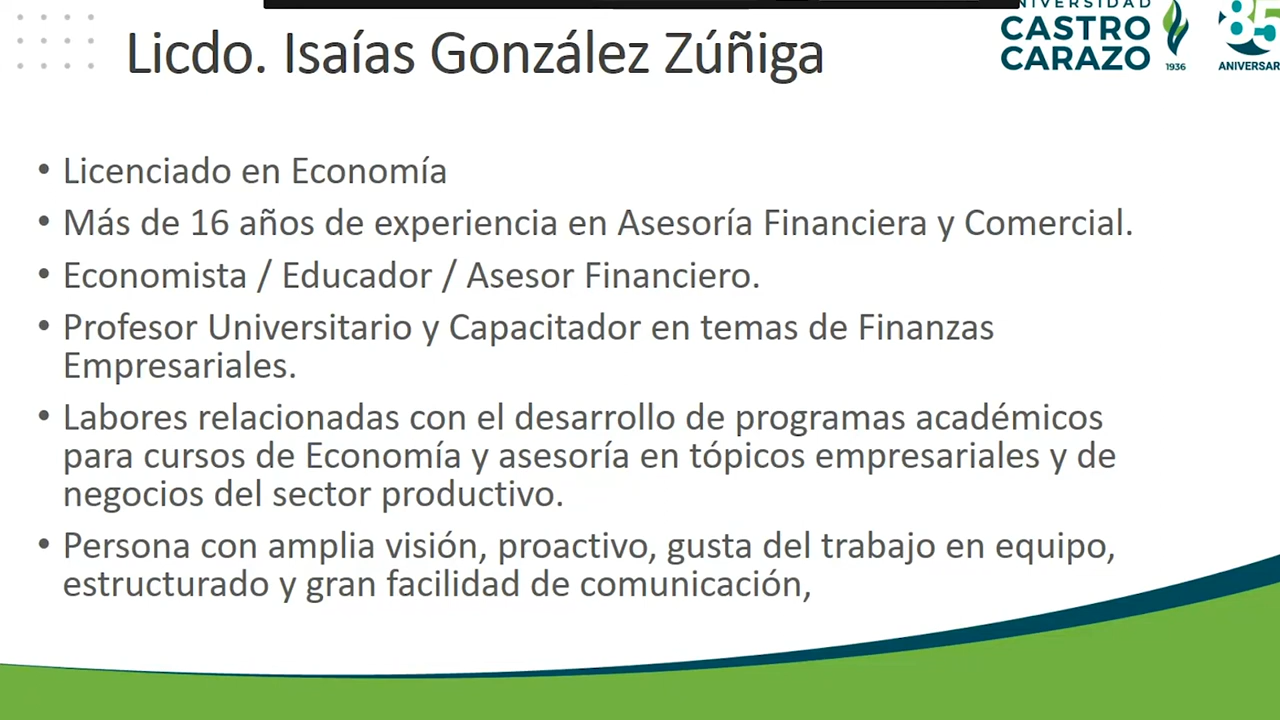 Licdo. Isaías González Zúñiga
UNIVERSIDAD
CASTRO
CARAZO
1936
85
ANIVERSAR
• Licenciado en Economía
• Más de 16 años de experiencia en Asesoría Financiera y Comercial.
• Economista / Educador / Asesor Financiero.
• Profesor Universitario y Capacitador en temas de Finanzas
Empresariales.
• Labores relacionadas con el desarrollo de programas académicos
para cursos de Economía y asesoría en tópicos empresariales y de
negocios del sector productivo.
• Persona con amplia visión, proactivo, gusta del trabajo en equipo,
estructurado y gran facilidad de comunicación,